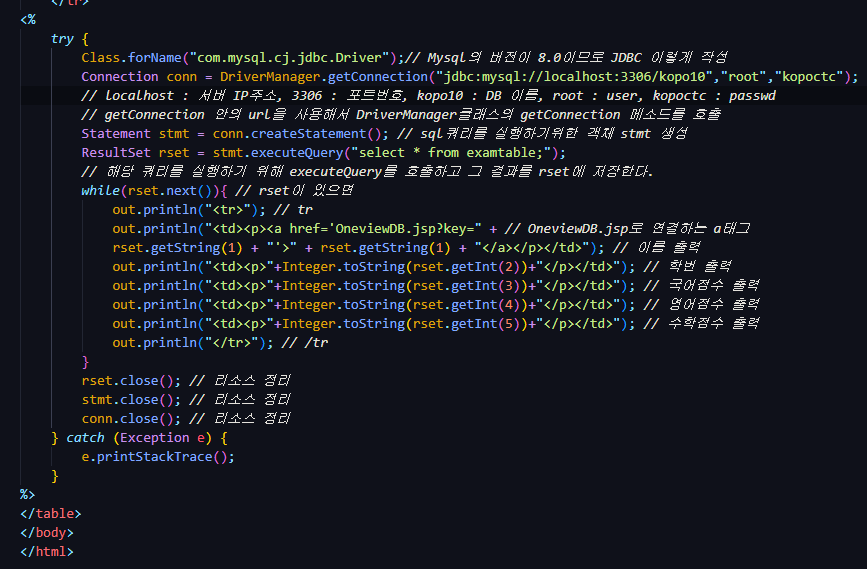 </tr>
<%
try {
Class.forName("com.mysql.cj.jdbc.Driver");// Mysql의 버전이 8.0이므로 JDBC 이렇게 작성
Connection conn = DriverManager.getConnection("jdbc:mysql://localhost:3306/kopo10","root","kopoctc");
// localhost : 서버 IP주소, 3306 : 포트번호, kopo10 : DB 이름, root : user, kopoctc : passwd
// getConnection 안의 url을 사용해서 DriverManager클래스의 getConnection 메소드를 호출
Statement stmt = conn.createStatement(); // sql쿼리를 실행하기위한 객체 stmt 생성
ResultSet rset = stmt.executeQuery("select * from examtable;");
// 해당 쿼리를 실행하기 위해 executeQuery를 호출하고 그 결과를 rset에 저장한다.
while(rset.next()){ // rset이 있으면
out.println("<tr>"); // tr
out.println("<td><p><a href='OneviewDB.jsp?key=" + // OneviewDB.jsp로 연결하는 a태그
rset.getString(1) + "'>" + rset.getString(1) + "</a></p></td>"); // 이름 출력
out.println("<td><p>"+Integer.toString(rset.getInt(2))+"</p></td>"); // 학번 출력
out.println("<td><p>"+Integer.toString(rset.getInt(3))+"</p></td>"); // 국어점수 출력
out.println("<td><p>"+Integer.toString(rset.getInt(4))+"</p></td>"); // 영어점수 출력
out.println("<td><p>"+Integer.toString(rset.getInt(5))+"</p></td>"); // 수학점수 출력
out.println("</tr>"); // /tr
}
rset.close(); // 리소스 정리
stmt.close(); // 리소스 정리
conn.close(); // 리소스 정리
} catch (Exception e) {
e.printStackTrace();
}
%>
</table>
</body>
</html>